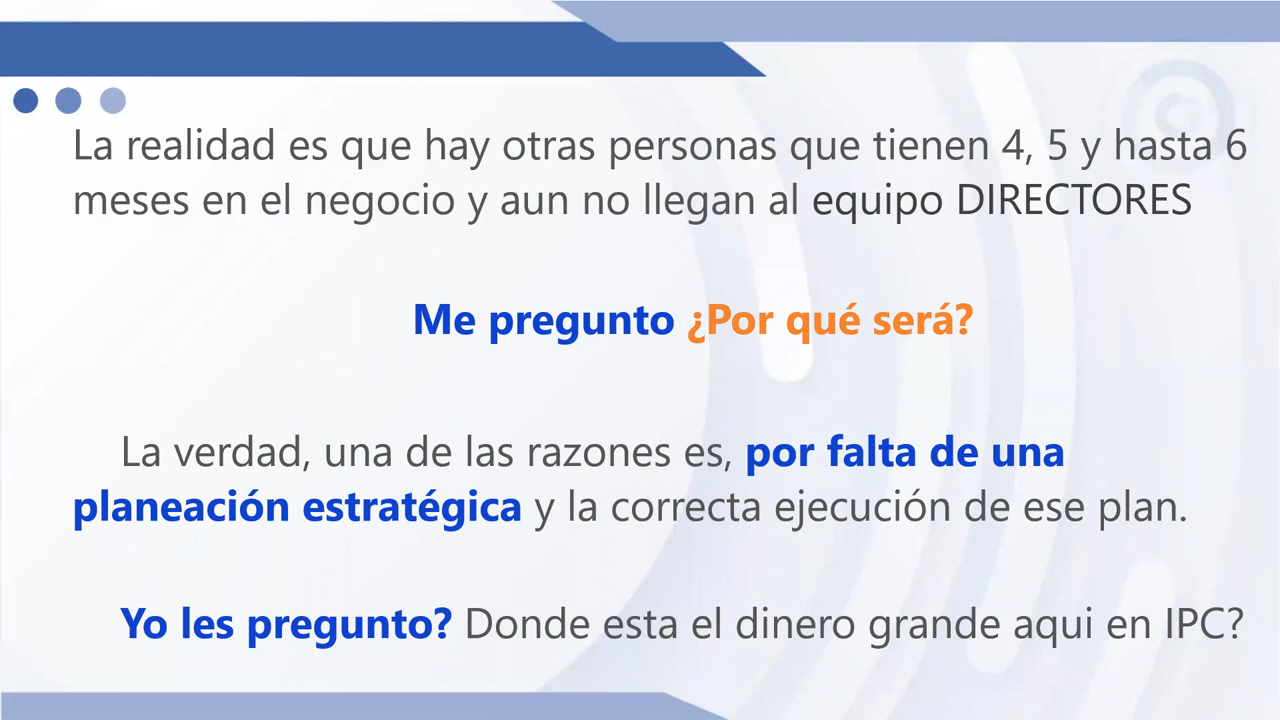 La realidad es que hay otras personas que tienen 4, 5 y hasta 6
meses en el negocio y aun no llegan al equipo DIRECTORES
Me pregunto ¿Por qué será?
La verdad, una de las razones es, por falta de una
planeación estratégica y la correcta ejecución de ese plan.
Yo les pregunto? Donde esta el dinero grande aqui en IPC?